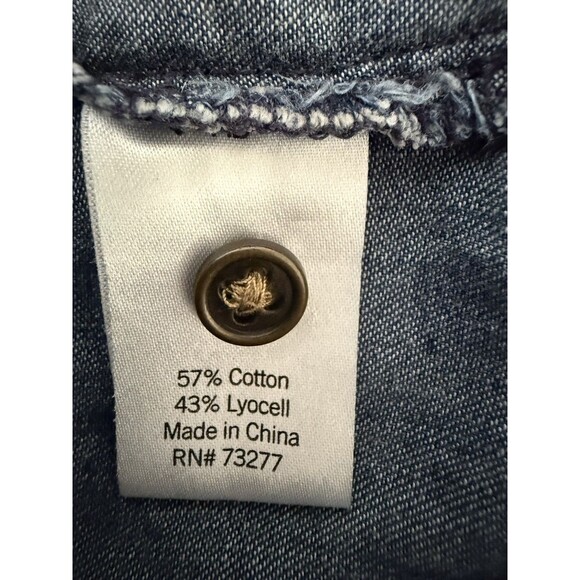 57% Cotton
43% Lyocell
Made in China
RN# 73277